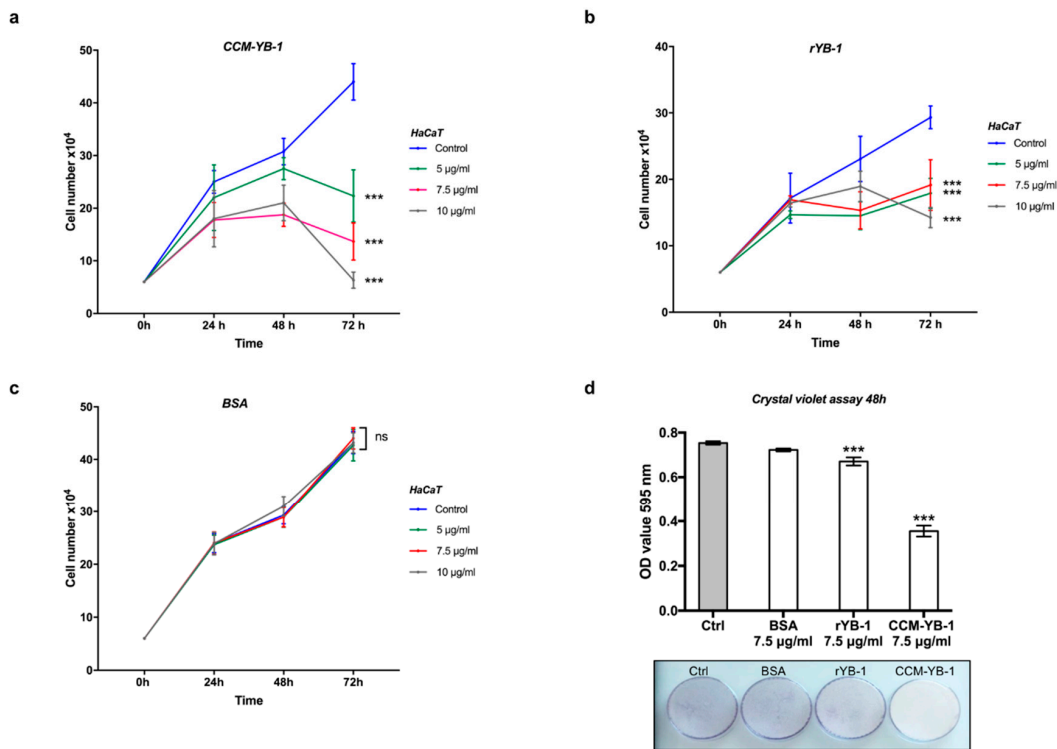 a
CCM-YB-1
50
40
30
20
10
0
Cell number x10⁴
0h 24 h 48 h 72 h
Time
***
***
***
HaCaT
Control
5 µg/ml
7.5 µg/ml
10 µg/ml
b
rYB-1
40
30
20
10
0
Cell number x10⁴
0h 24 h 48 h 72 h
Time
***
***
***
HaCaT
Control
5 µg/ml
7.5 µg/ml
10 µg/ml
c
BSA
50
40
30
20
10
0
Cell number x10⁴
0h 24h 48h 72h
Time
ns
HaCaT
Control
5 µg/ml
7.5 µg/ml
10 µg/ml
d
Crystal violet assay 48h
0.8
0.6
0.4
0.2
0.0
OD value 595 nm
***
***
Ctrl BSA rYB-1 CCM-YB-1
7.5 µg/ml 7.5 µg/ml 7.5 µg/ml
Ctrl BSA rYB-1 CCM-YB-1